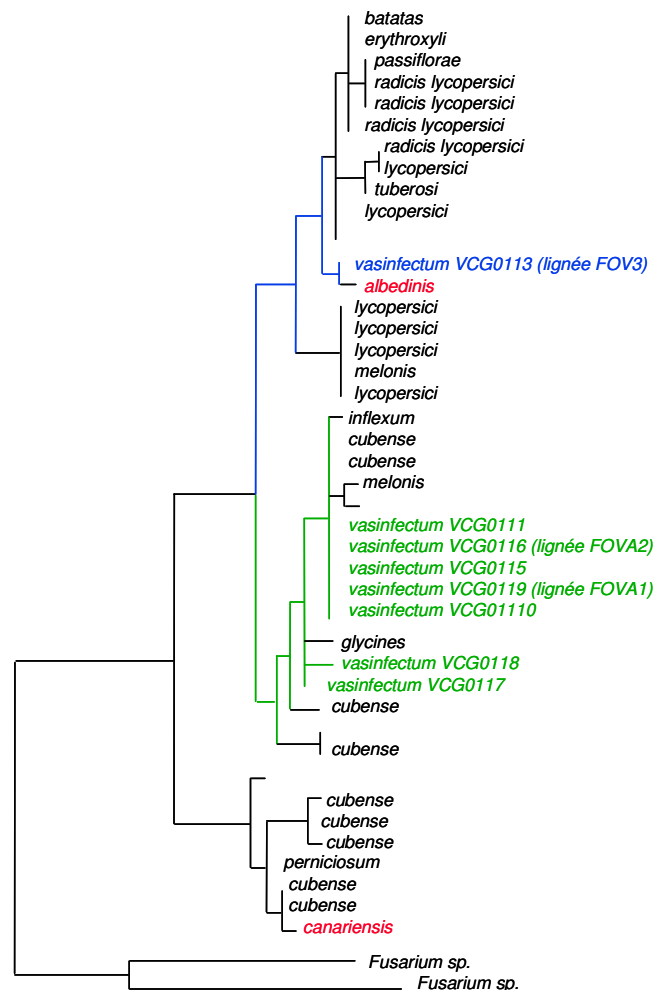 batatas
erythroxyli
passiflorae
radicis lycopersici
radicis lycopersici
radicis lycopersici
radicis lycopersici
lycopersici
tuberosi
lycopersici
vasinfectum VCG0113 (lignée FOV3)
albedinis
lycopersici
lycopersici
lycopersici
melonis
lycopersici
inflexum
cubense
cubense
melonis
vasinfectum VCG0111
vasinfectum VCG0116 (lignée FOVA2)
vasinfectum VCG0115
vasinfectum VCG0119 (lignée FOVA1)
vasinfectum VCG01110
glycines
vasinfectum VCG0118
vasinfectum VCG0117
cubense
cubense
cubense
cubense
cubense
perniciosum
cubense
cubense
canariensis
Fusarium sp.
Fusarium sp.